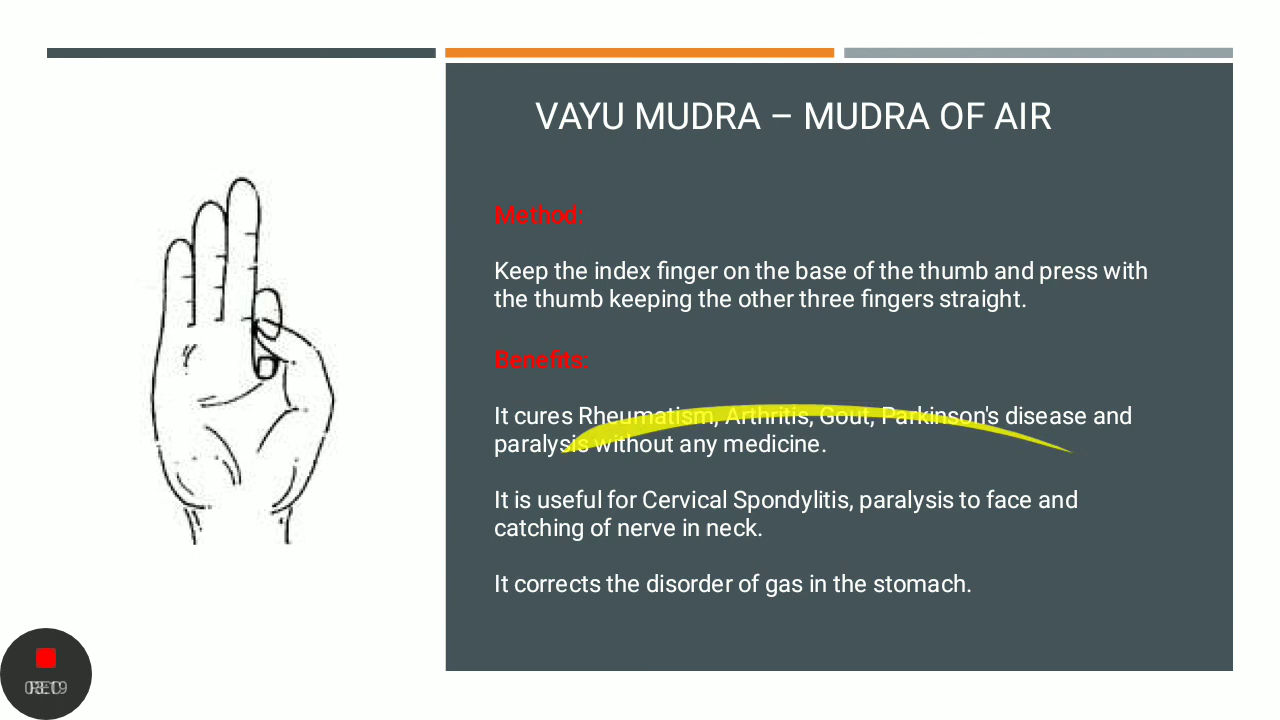 VAYU MUDRA – MUDRA OF AIR
Method:
Keep the index finger on the base of the thumb and press with
the thumb keeping the other three fingers straight.
Benefits:
It cures Rheumatism, Arthritis, Gout, Parkinson's disease and
paralysis without any medicine.
It is useful for Cervical Spondylitis, paralysis to face and
catching of nerve in neck.
It corrects the disorder of gas in the stomach.